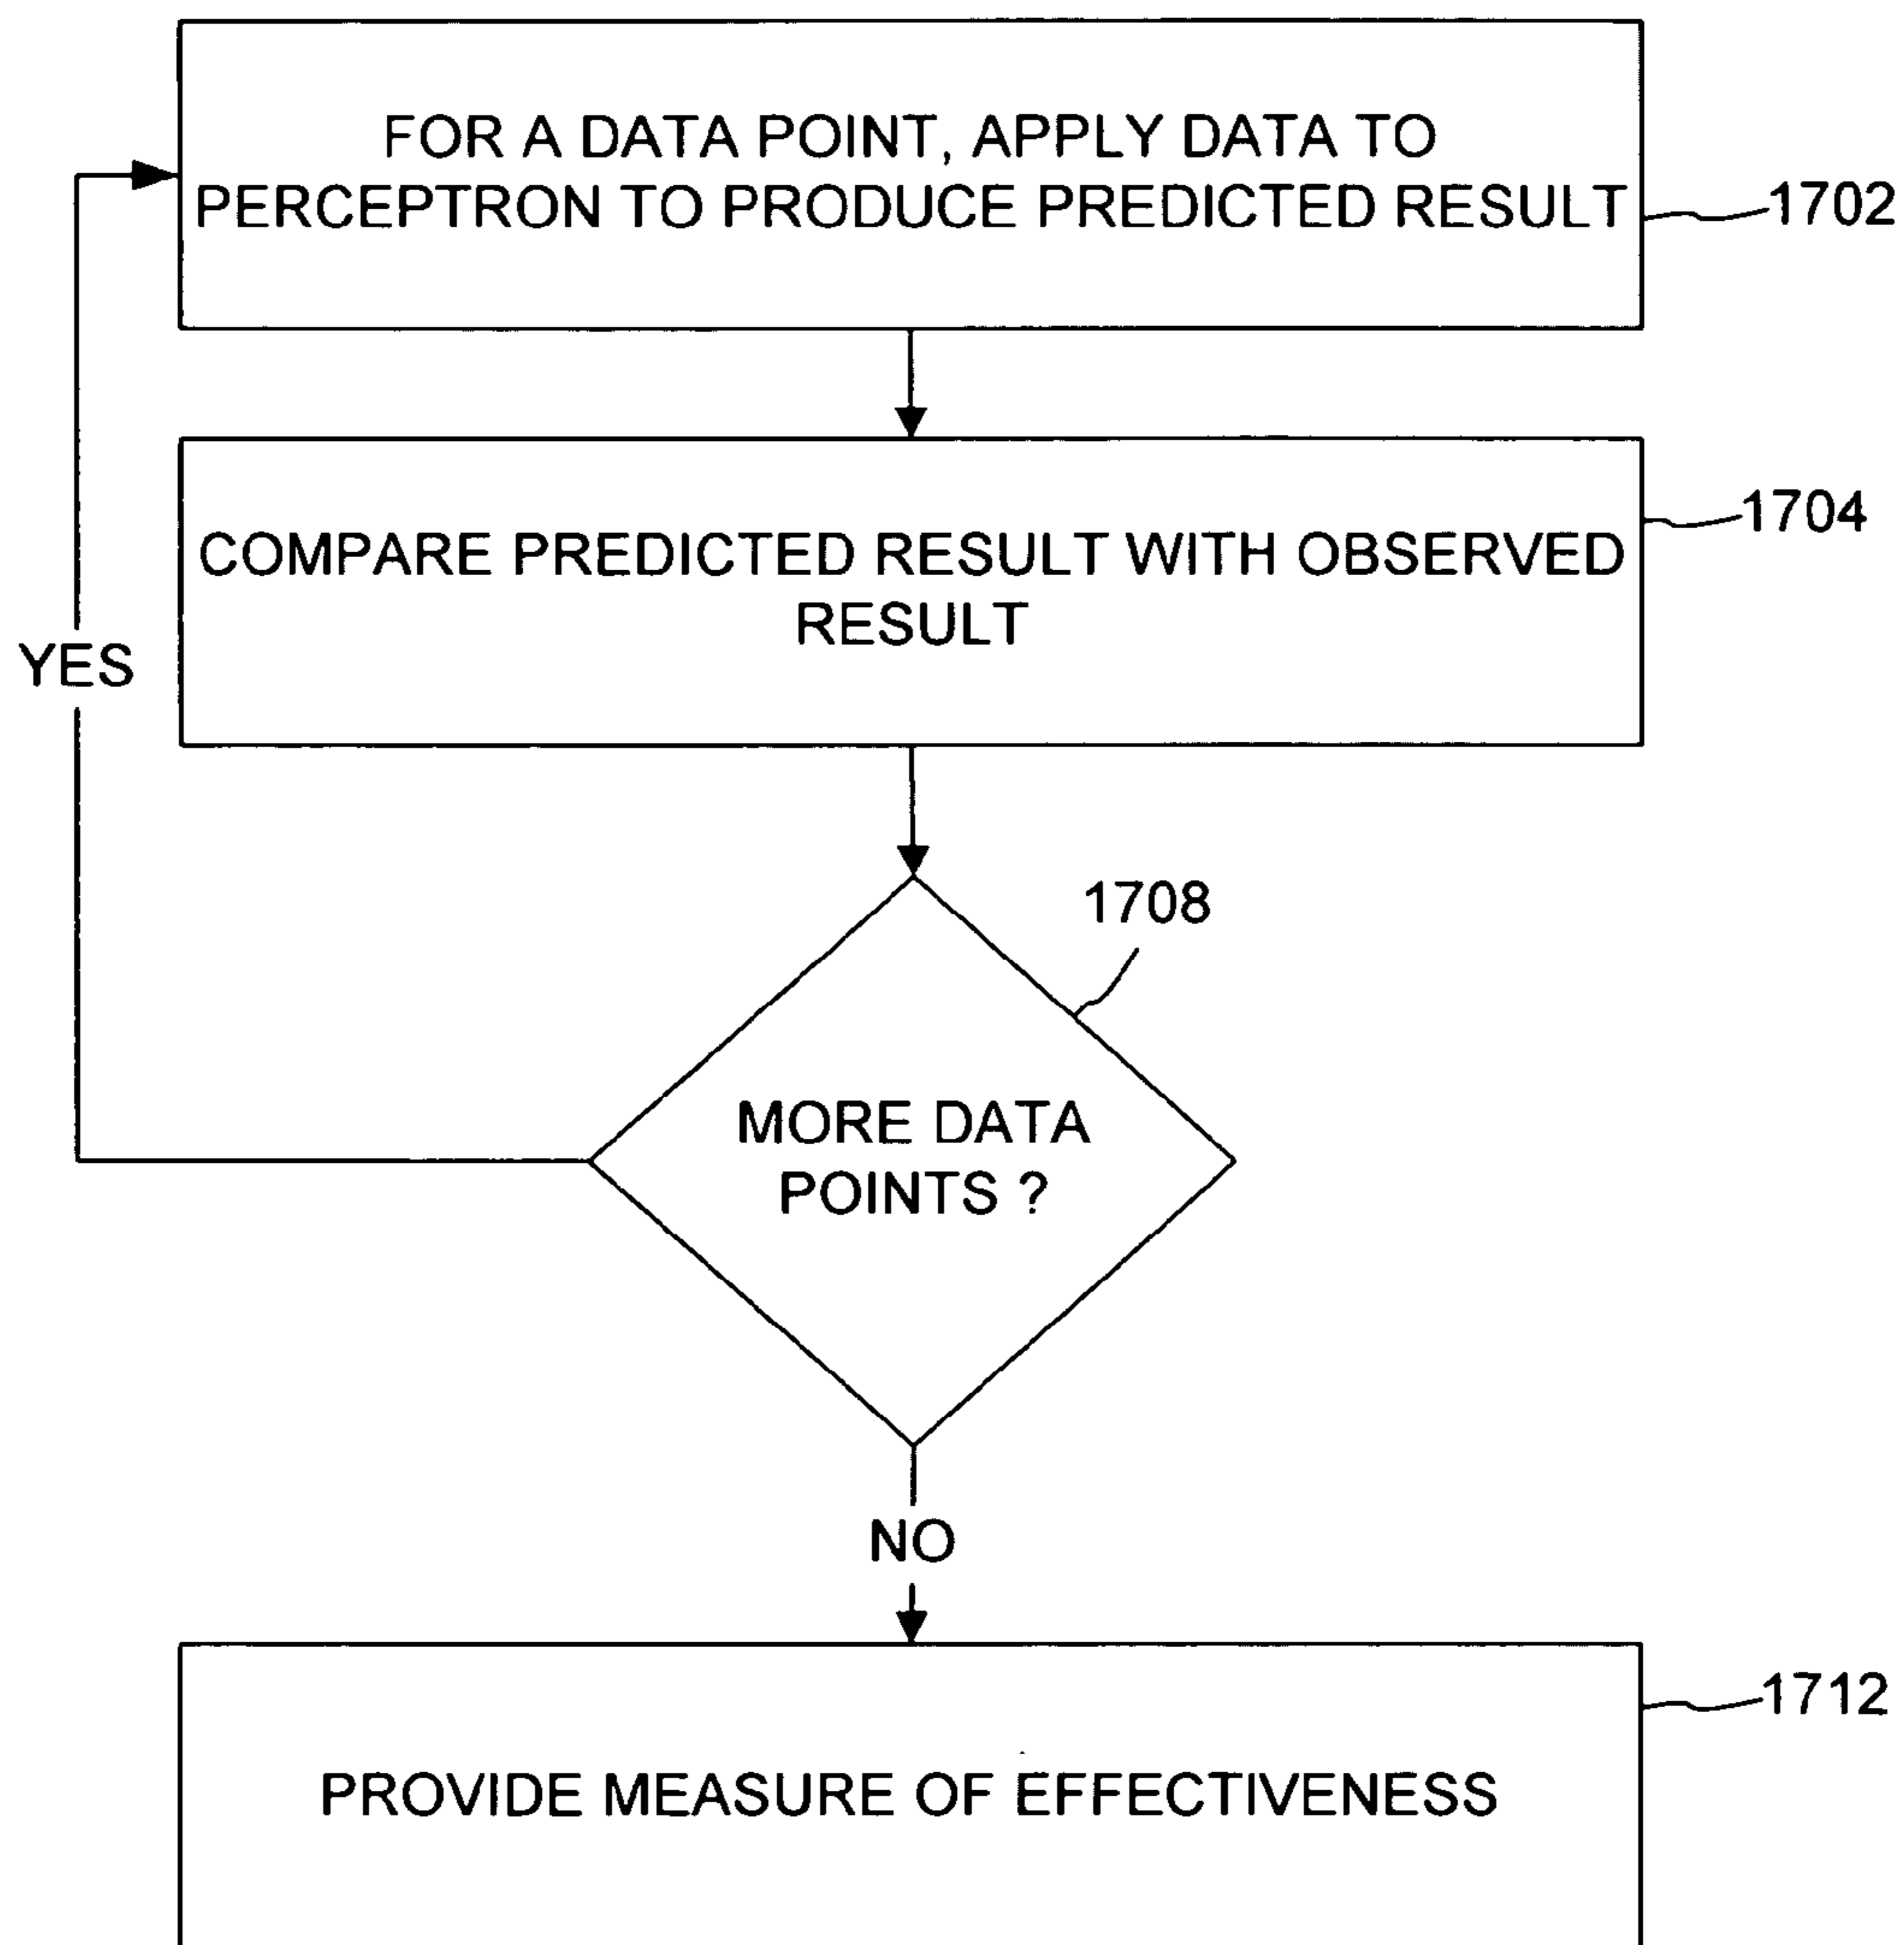 FOR A DATA POINT, APPLY DATA TO
PERCEPTRON TO PRODUCE PREDICTED RESULT
1702
COMPARE PREDICTED RESULT WITH OBSERVED
RESULT
1704
YES
1708
MORE DATA
POINTS ?
NO
1712
PROVIDE MEASURE OF EFFECTIVENESS